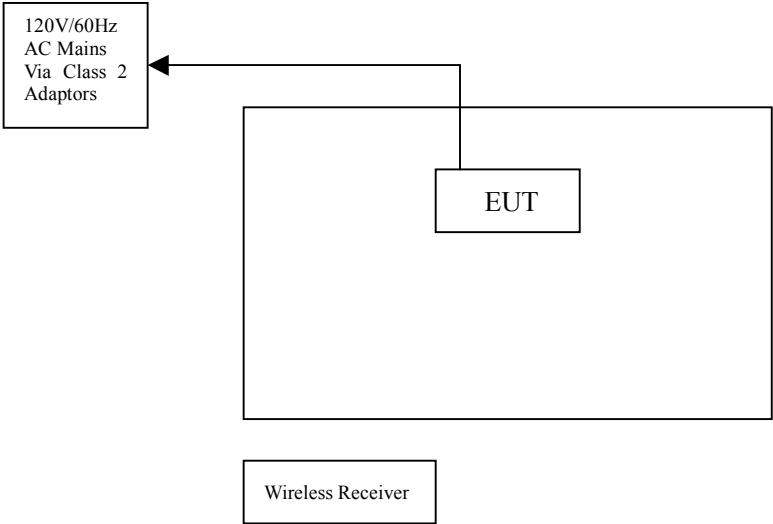 120V/60Hz
AC Mains
Via Class 2
Adaptors
EUT
Wireless Receiver